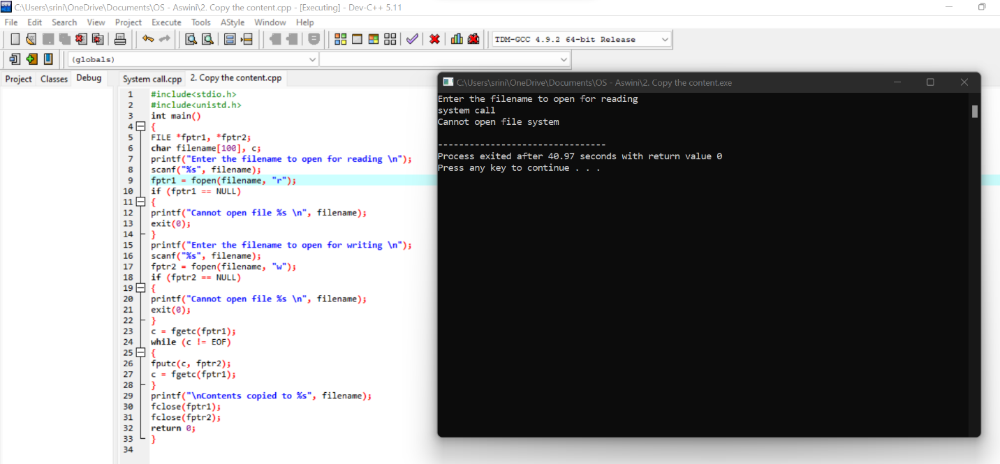 C:\Users\srini\OneDrive\Documents\OS - Aswini\2. Copy the content.cpp - [Executing] - Dev-C++ 5.11
File Edit Search View Project Execute Tools AStyle Window Help
TDM-GCC 4.9.2 64-bit Release
(globals)
Project Classes Debug
System call.cpp 2. Copy the content.cpp
1 #include<stdio.h>
2 #include<unistd.h>
3 int main()
4 {
5 FILE *fptr1, *fptr2;
6 char filename[100], c;
7 printf("Enter the filename to open for reading \n");
8 scanf("%s", filename);
9 fptr1 = fopen(filename, "r");
10 if (fptr1 == NULL)
11 {
12 printf("Cannot open file %s \n", filename);
13 exit(0);
14 }
15 printf("Enter the filename to open for writing \n");
16 scanf("%s", filename);
17 fptr2 = fopen(filename, "w");
18 if (fptr2 == NULL)
19 {
20 printf("Cannot open file %s \n", filename);
21 exit(0);
22 }
23 c = fgetc(fptr1);
24 while (c != EOF)
25 {
26 fputc(c, fptr2);
27 c = fgetc(fptr1);
28 }
29 printf("\nContents copied to %s", filename);
30 fclose(fptr1);
31 fclose(fptr2);
32 return 0;
33 }
34
C:\Users\srini\OneDrive\Documents\OS - Aswini\2. Copy the content.exe
Enter the filename to open for reading
system call
Cannot open file system
--------------------------------
Process exited after 40.97 seconds with return value 0
Press any key to continue . . .